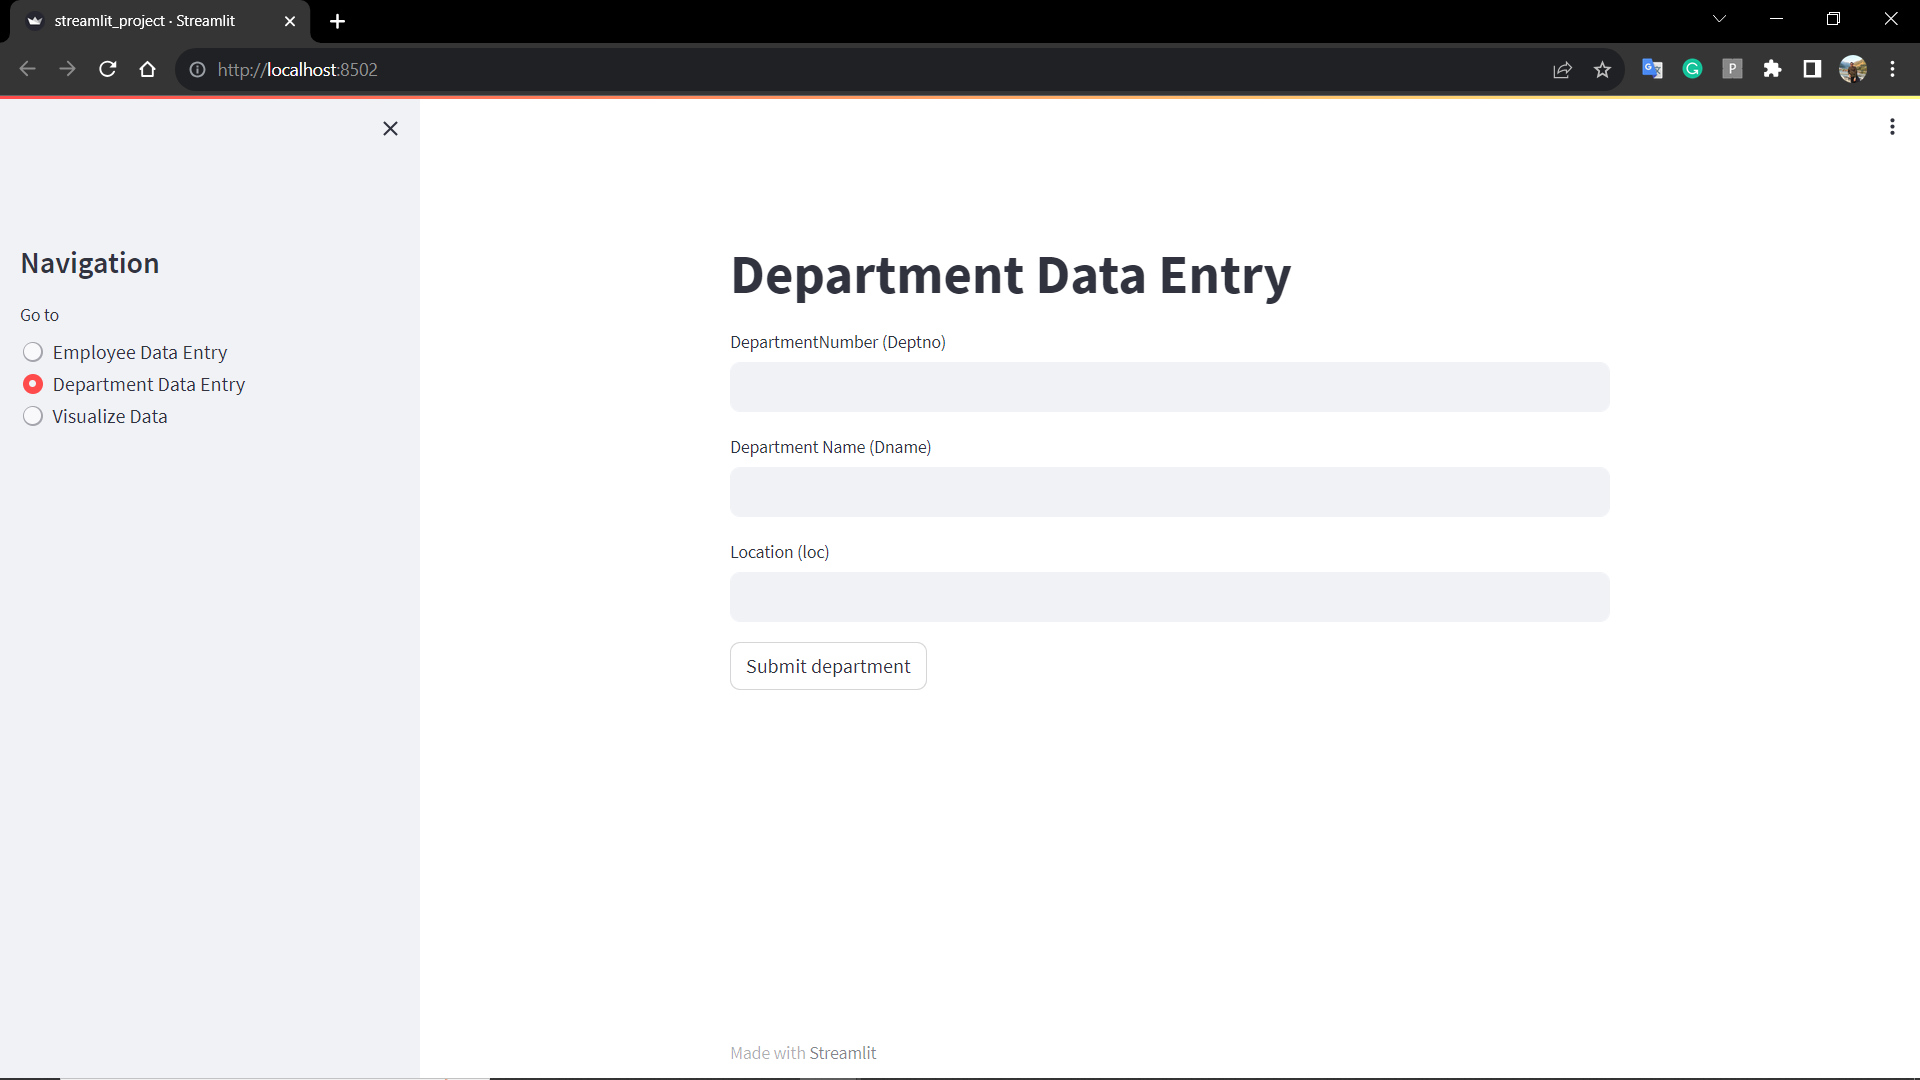 streamlit_project · Streamlit
http://localhost:8502
Navigation
Go to
Employee Data Entry
Department Data Entry
Visualize Data
Department Data Entry
DepartmentNumber (Deptno)
Department Name (Dname)
Location (loc)
Submit department
Made with Streamlit